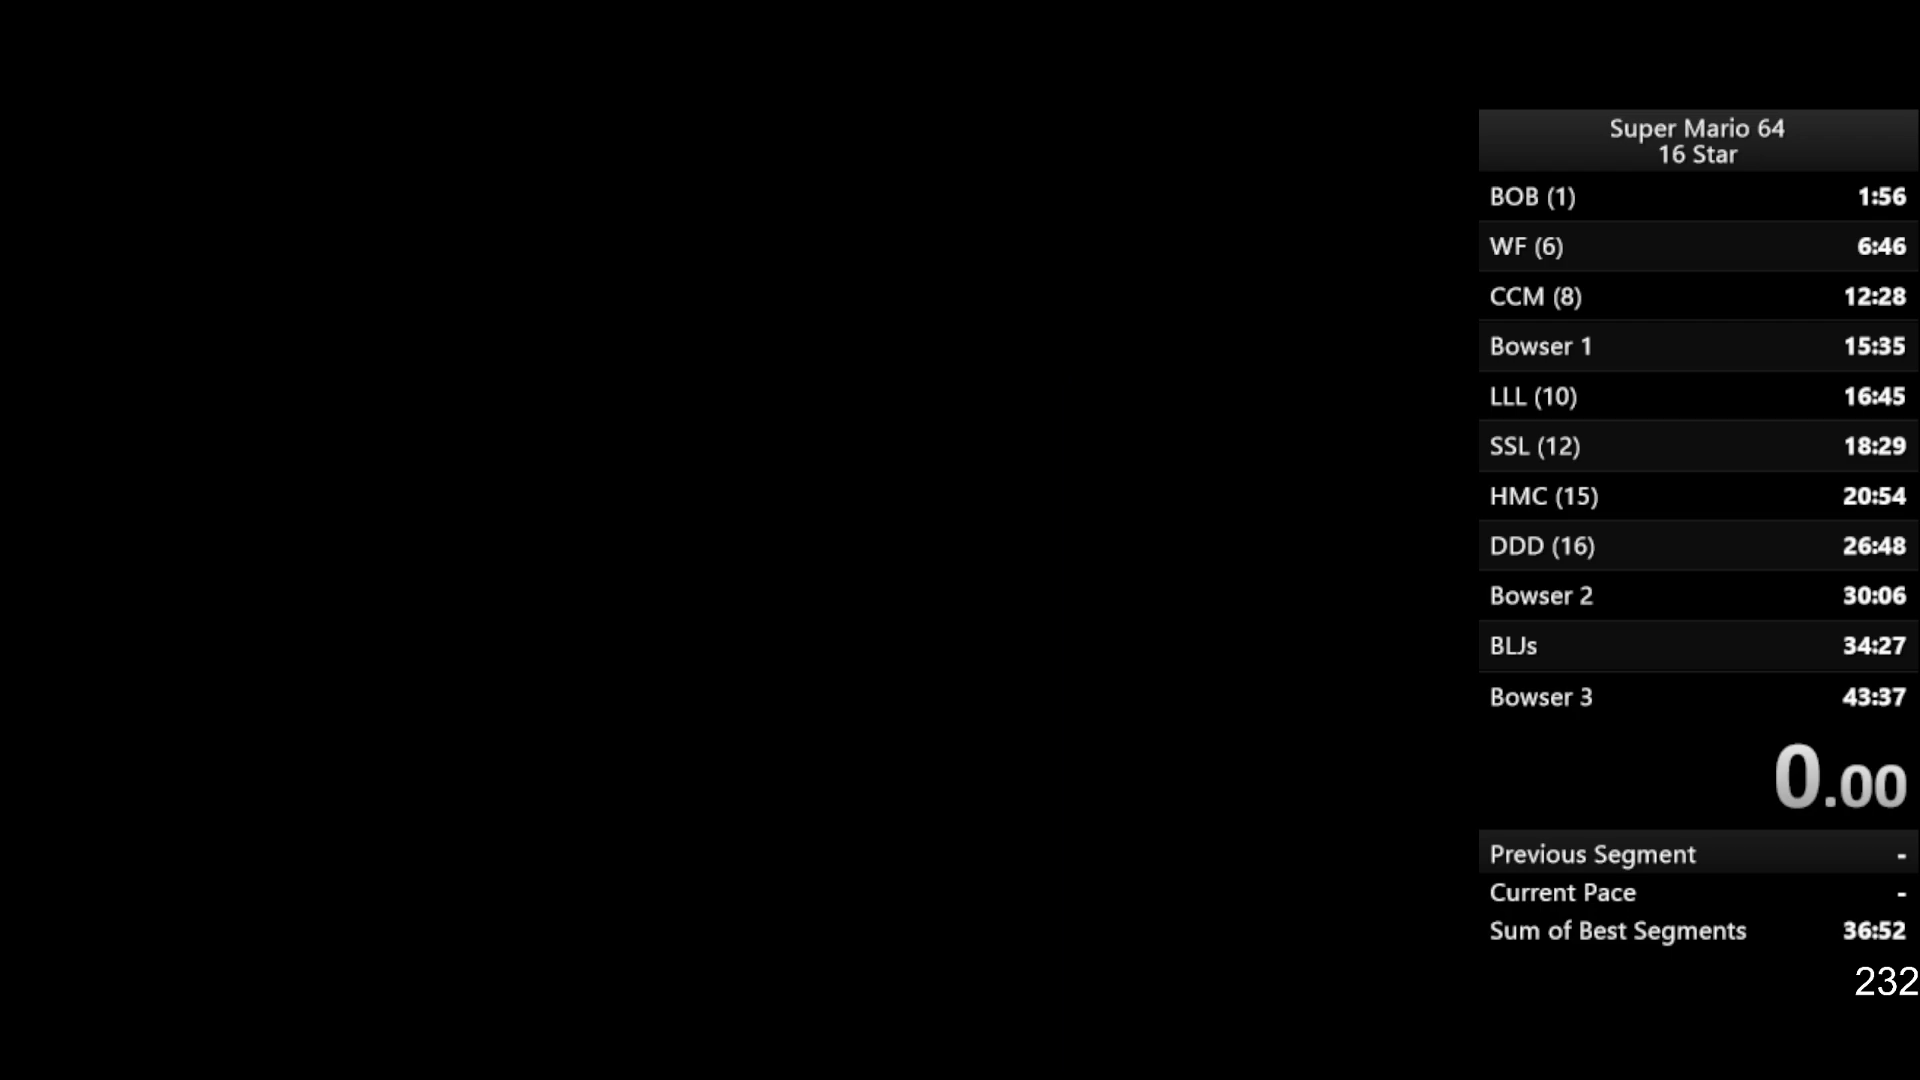 Super Mario 64
16 Star
BOB (1) 1:56
WF (6) 6:46
CCM (8) 12:28
Bowser 1 15:35
LLL (10) 16:45
SSL (12) 18:29
HMC (15) 20:54
DDD (16) 26:48
Bowser 2 30:06
BLJs 34:27
Bowser 3 43:37
0.00
Previous Segment -
Current Pace -
Sum of Best Segments 36:52
232